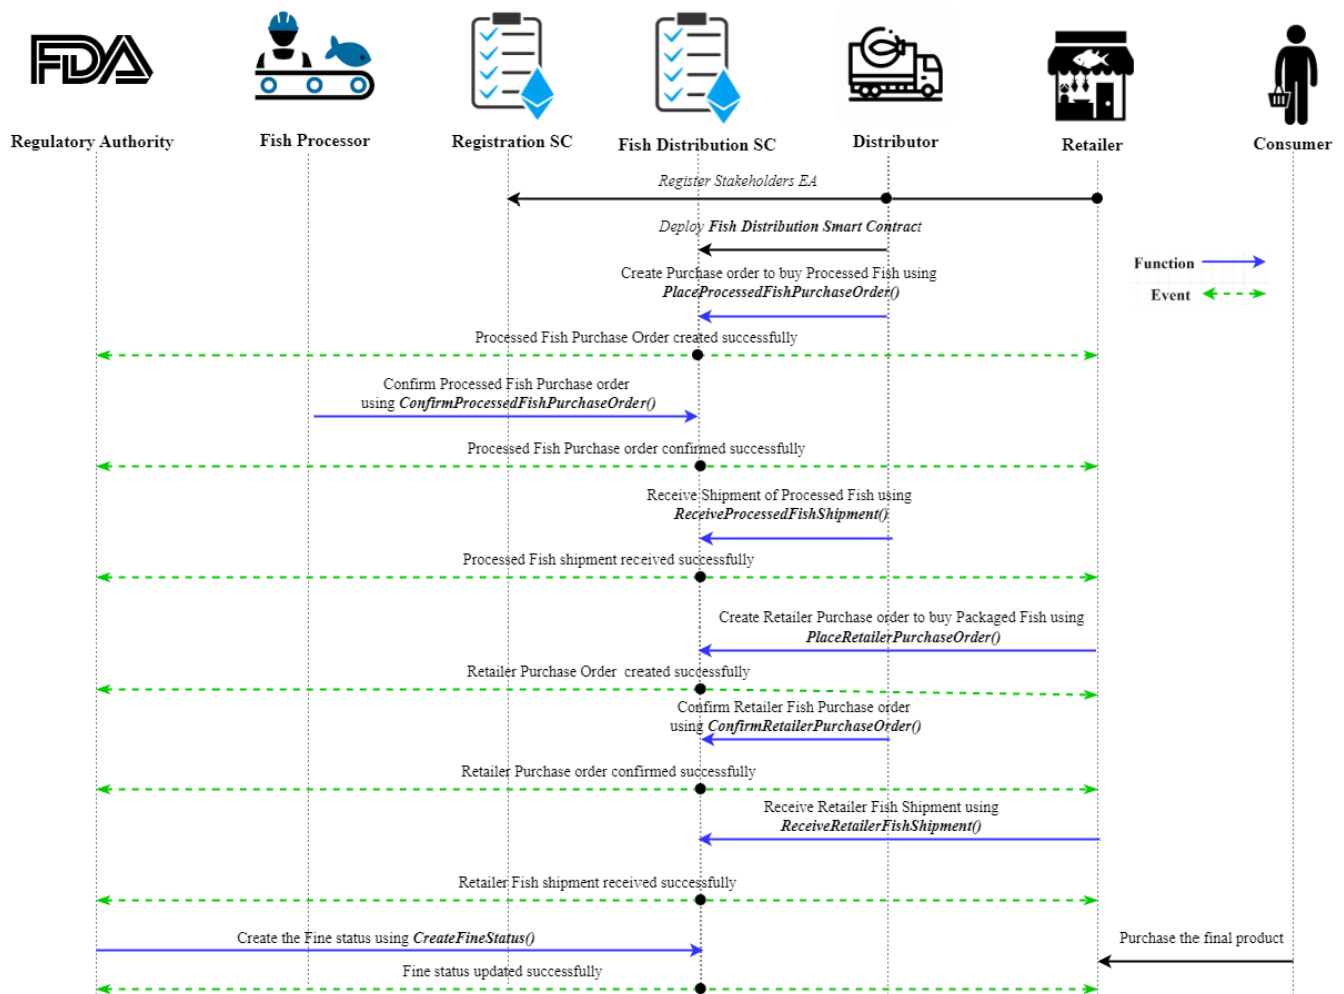 FDA
Regulatory Authority
Fish Processor
Registration SC
Fish Distribution SC
Distributor
Retailer
Consumer
Register Stakeholders EA
Deploy Fish Distribution Smart Contract
Function
Event
Create Purchase order to buy Processed Fish using
PlaceProcessedFishPurchaseOrder()
Processed Fish Purchase Order created successfully
Confirm Processed Fish Purchase order
using ConfirmProcessedFishPurchaseOrder()
Processed Fish Purchase order confirmed successfully
Receive Shipment of Processed Fish using
ReceiveProcessedFishShipment()
Processed Fish shipment received successfully
Create Retailer Purchase order to buy Packaged Fish using
PlaceRetailerPurchaseOrder()
Retailer Purchase Order created successfully
Confirm Retailer Fish Purchase order
using ConfirmRetailerPurchaseOrder()
Retailer Purchase order confirmed successfully
Receive Retailer Fish Shipment using
ReceiveRetailerFishShipment()
Retailer Fish shipment received successfully
Create the Fine status using CreateFineStatus()
Purchase the final product
Fine status updated successfully